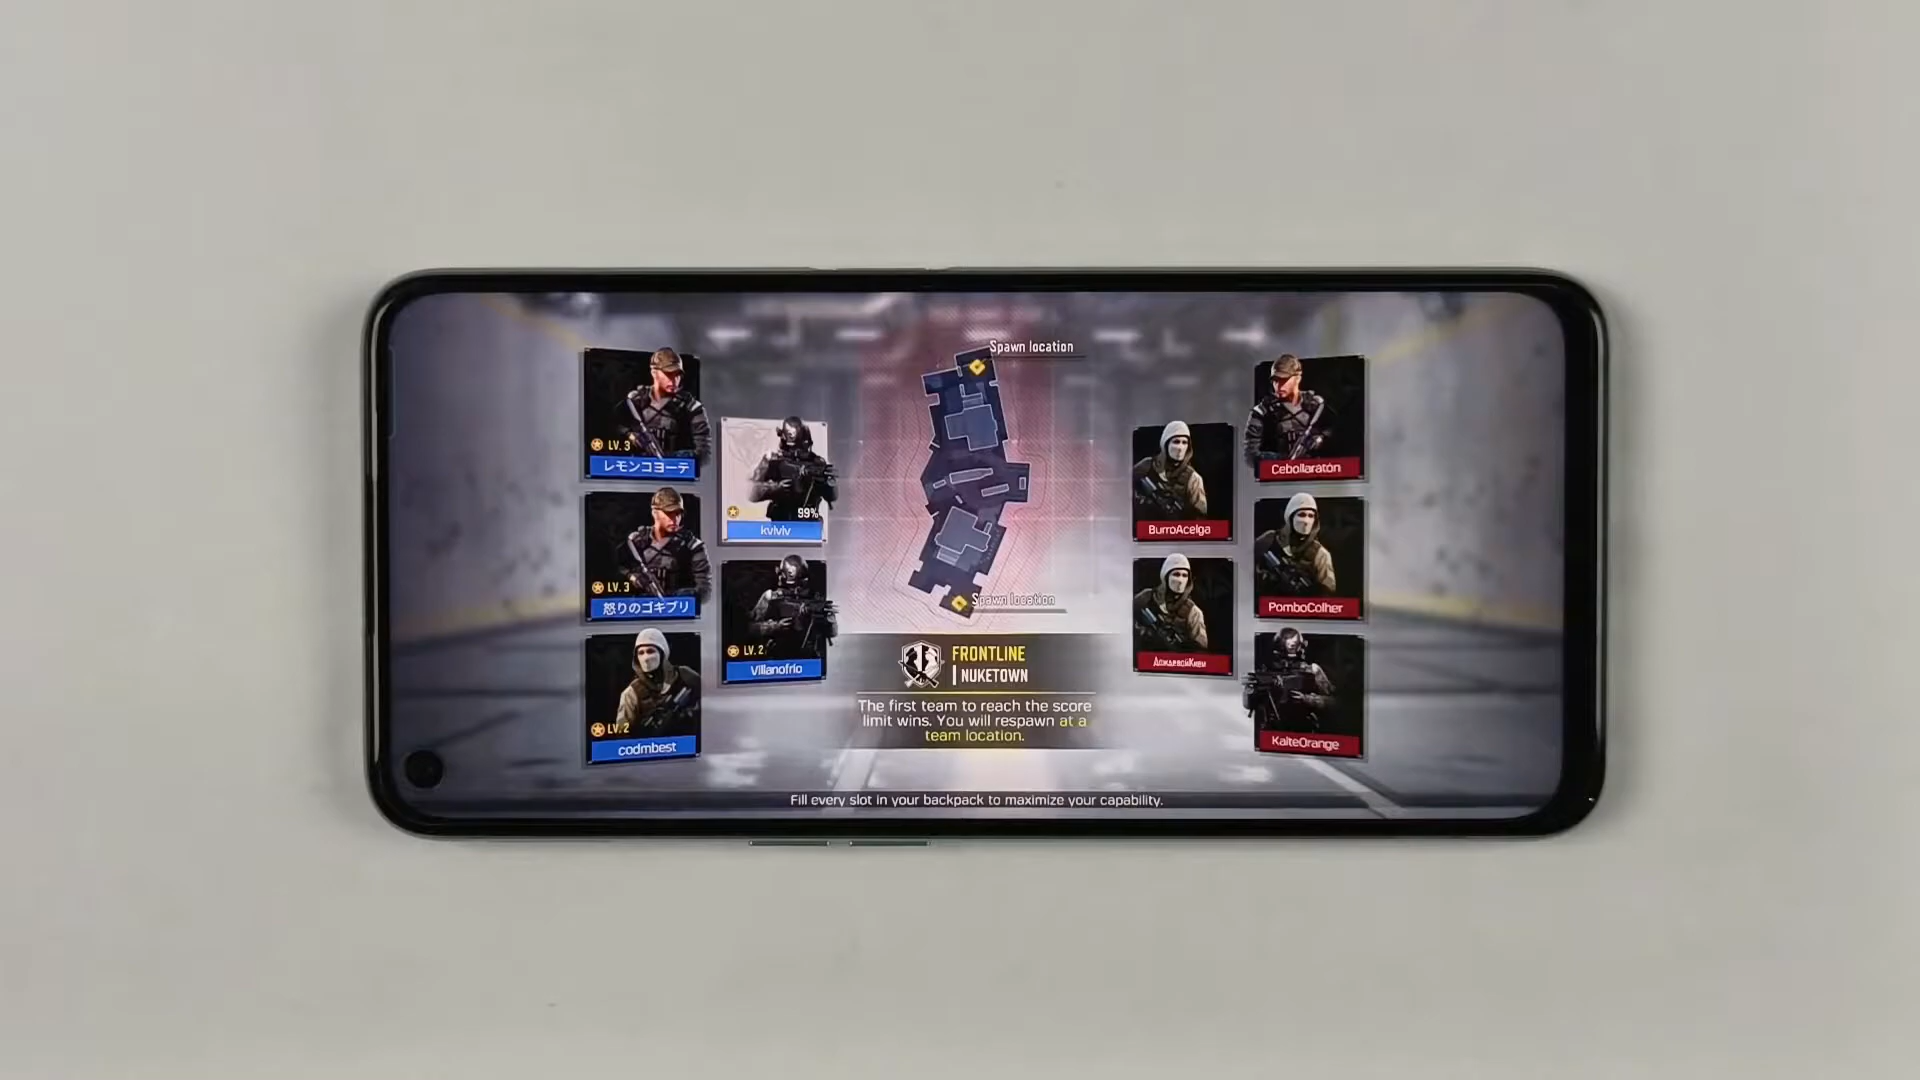 Spawn location
LV. 3
レモンコヨーテ
99%
kvlvlv
LV. 3
怒りのゴキブリ
LV. 2
Villanofrio
LV. 2
codmbest
Cebollaratón
BurroAcelga
PomboColher
ДождевойКиви
KalteOrange
Spawn location
FRONTLINE
NUKETOWN
The first team to reach the score
limit wins. You will respawn at a
team location.
Fill every slot in your backpack to maximize your capability.